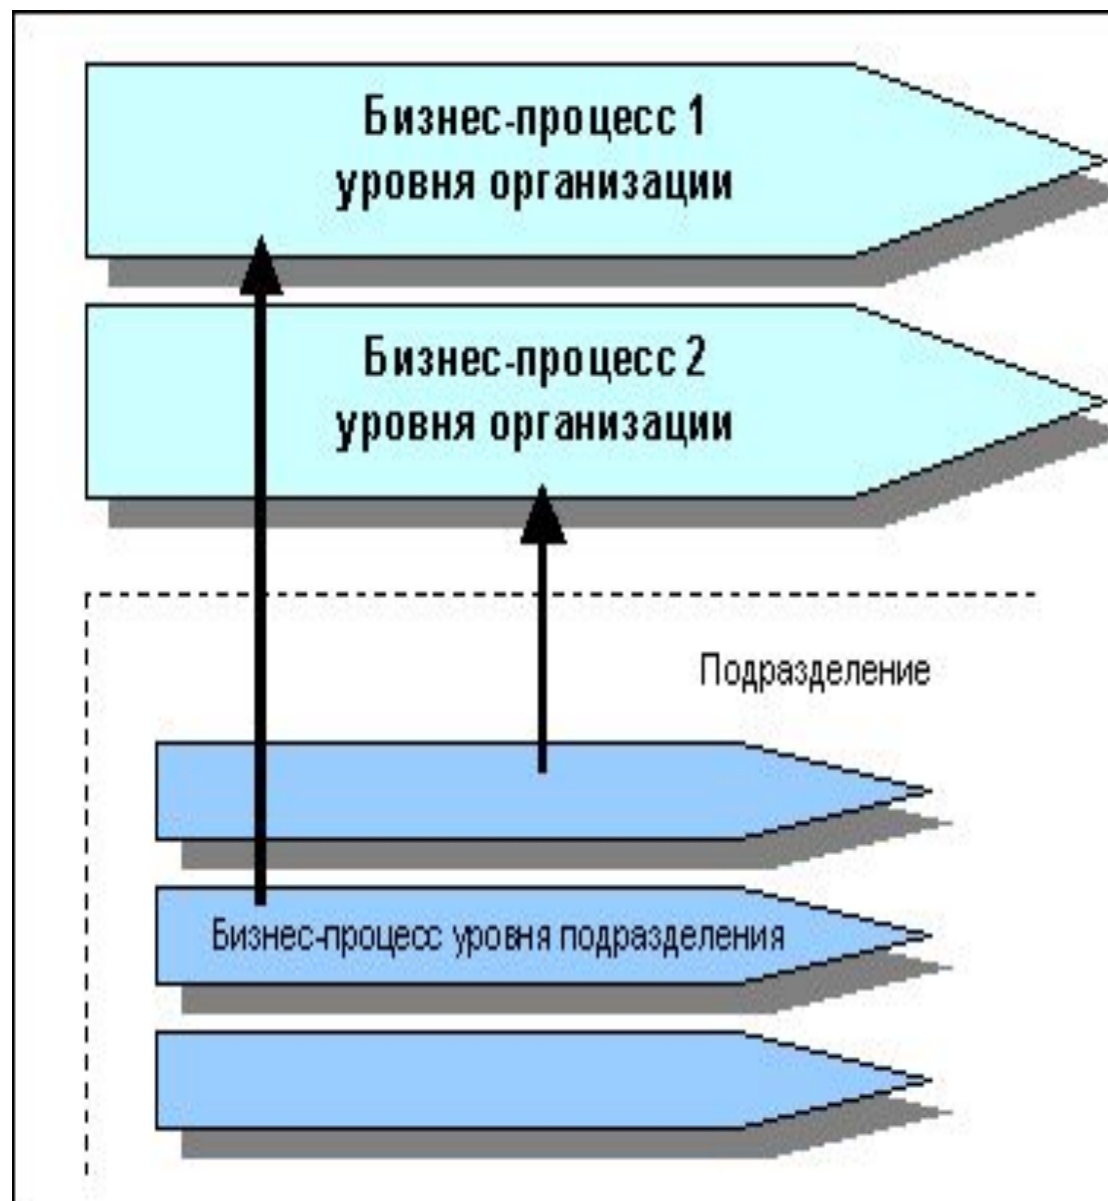 Бизнес-процесс 1
уровня организации
Бизнес-процесс 2
уровня организации
Подразделение
Бизнес-процесс уровня подразделения